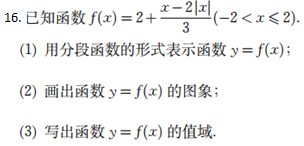 16. 已知函数 f(x)=2+\frac{x-2|x|}{3}(-2<x⩽2).
(1) 用分段函数的形式表示函数 y=f(x);
(2) 画出函数 y=f(x) 的图象;
(3) 写出函数 y=f(x) 的值域.